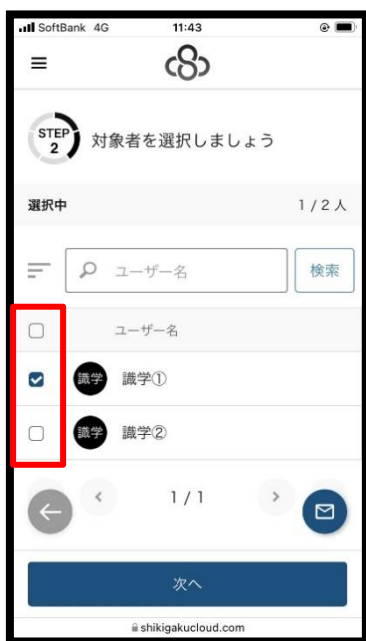 SoftBank 4G 11:43
STEP 2 対象者を選択しましょう
選択中 1 / 2 人
ユーザー名 検索
ユーザー名
識学 識学①
識学 識学②
1 / 1
次へ
shikigakucloud.com